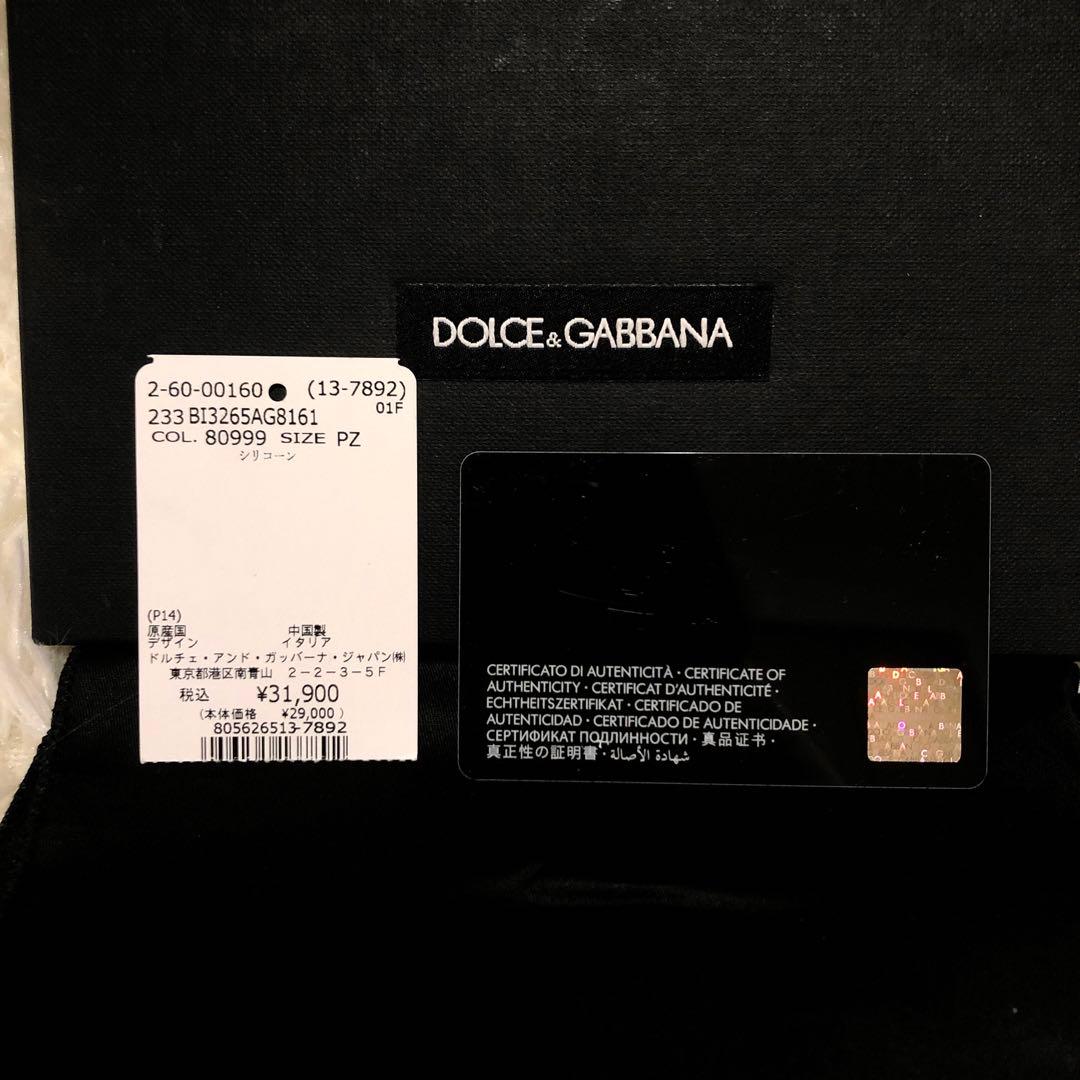 DOLCE&GABBANA
2-60-00160 (13-7892)
233 BI3265AG8161 01F
COL. 80999 SIZE PZ
シリコーン
(P14)
原産国 中国製
デザイン イタリア
ドルチェ・アンド・ガッバーナ・ジャパン㈱
東京都港区南青山 2-2-3-5F
税込 ¥31,900
(本体価格 ¥29,000)
805626513-7892
CERTIFICATO DI AUTENTICITÀ · CERTIFICATE OF
AUTHENTICITY · CERTIFICAT D'AUTHENTICITÉ ·
ECHTHEITSZERTIFIKAT · CERTIFICADO DE
AUTENTICIDAD · CERTIFICADO DE AUTENTICIDADE ·
СЕРТИФИКАТ ПОДЛИННОСТИ · 真品证书 ·
真正性の証明書 · شهادة الأصالة